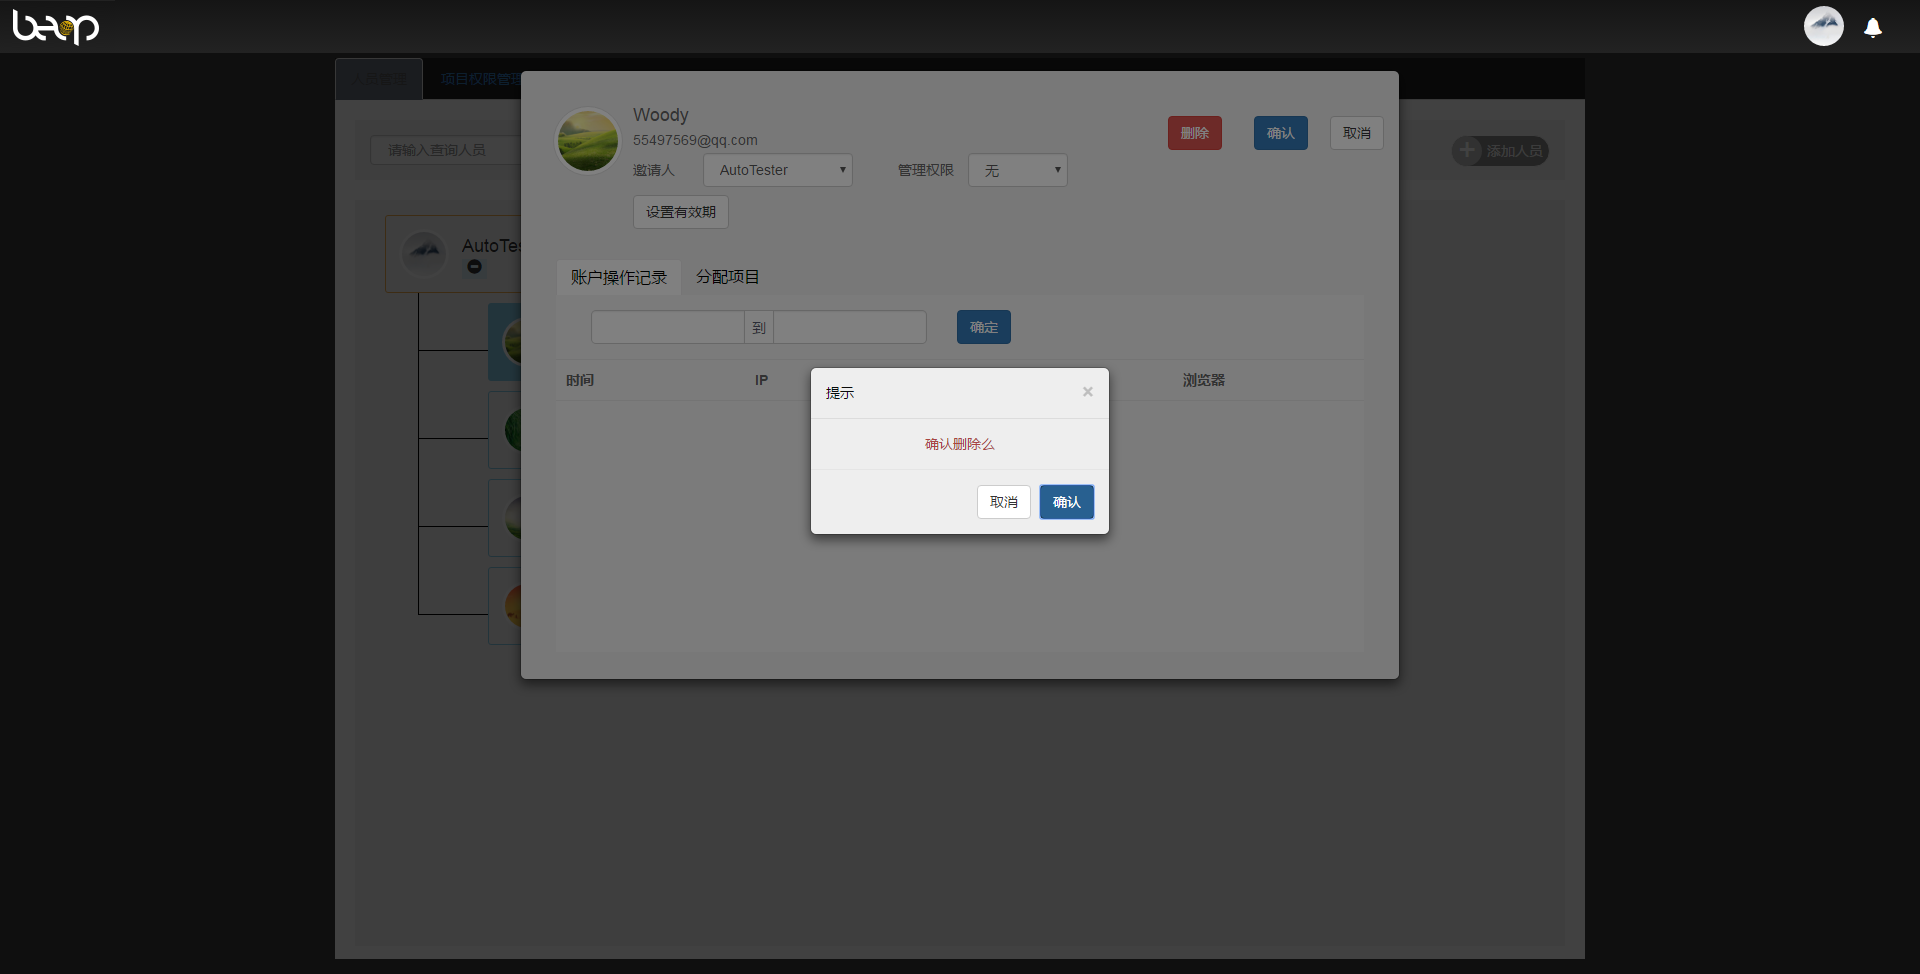 beop
人员管理
项目权限管理
请输入查询人员
添加人员
AutoTes
Woody
55497569@qq.com
删除
确认
取消
邀请人
AutoTester
管理权限
无
设置有效期
账户操作记录
分配项目
到
确定
时间
IP
浏览器
提示
×
确认删除么
取消
确认